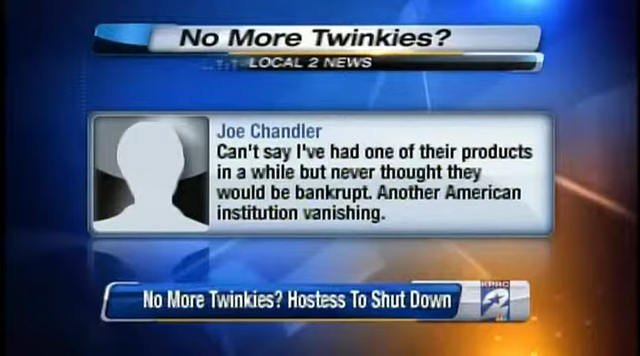 No More Twinkies?
LOCAL 2 NEWS
Joe Chandler
Can't say I've had one of their products
in a while but never thought they
would be bankrupt. Another American
institution vanishing.
No More Twinkies? Hostess To Shut Down
KPRC
2